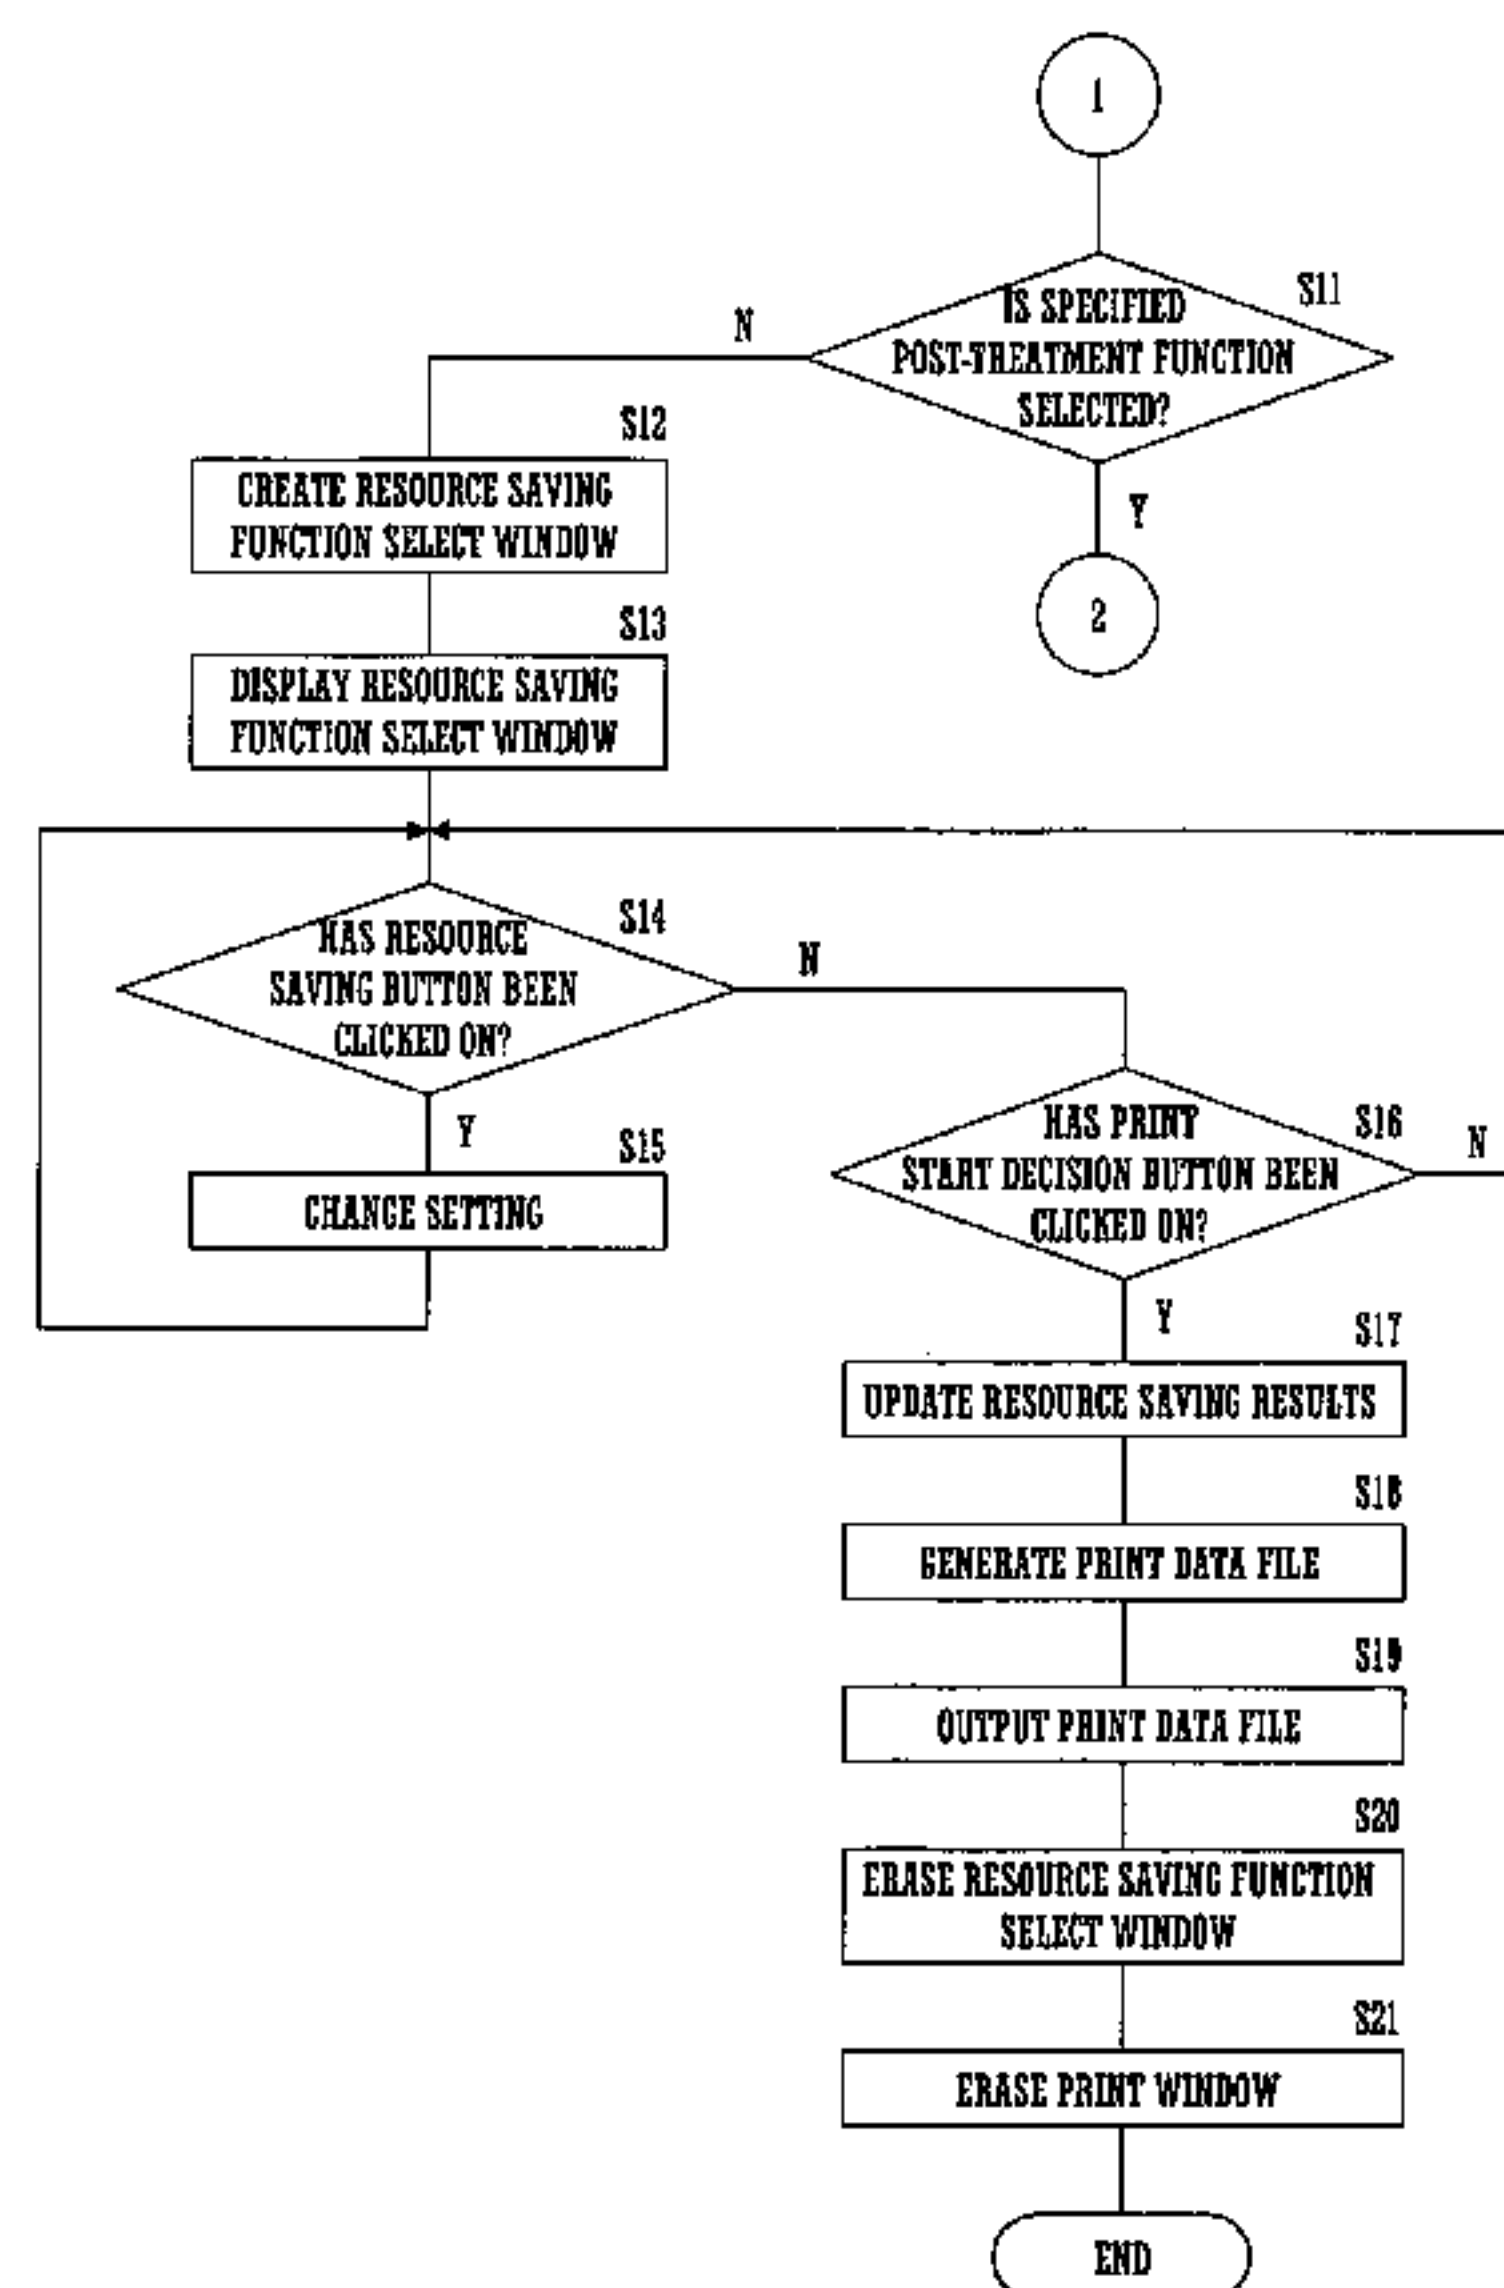 1
S11
IS SPECIFIED
POST-TREATMENT FUNCTION
SELECTED?
N
Y
2
S12
CREATE RESOURCE SAVING
FUNCTION SELECT WINDOW
S13
DISPLAY RESOURCE SAVING
FUNCTION SELECT WINDOW
S14
HAS RESOURCE
SAVING BUTTON BEEN
CLICKED ON?
N
Y
S15
CHANGE SETTING
S16
HAS PRINT
START DECISION BUTTON BEEN
CLICKED ON?
N
Y
S17
UPDATE RESOURCE SAVING RESULTS
S18
GENERATE PRINT DATA FILE
S19
OUTPUT PRINT DATA FILE
S20
ERASE RESOURCE SAVING FUNCTION
SELECT WINDOW
S21
ERASE PRINT WINDOW
END